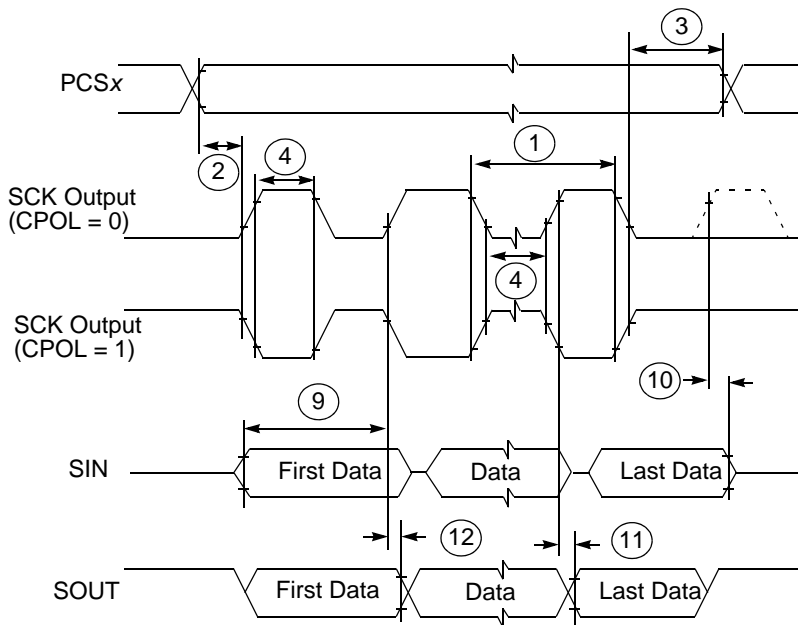 3
PCSx
1
2
4
SCK Output
(CPOL = 0)
4
SCK Output
(CPOL = 1)
10
9
SIN
First Data
Data
Last Data
12
11
SOUT
First Data
Data
Last Data